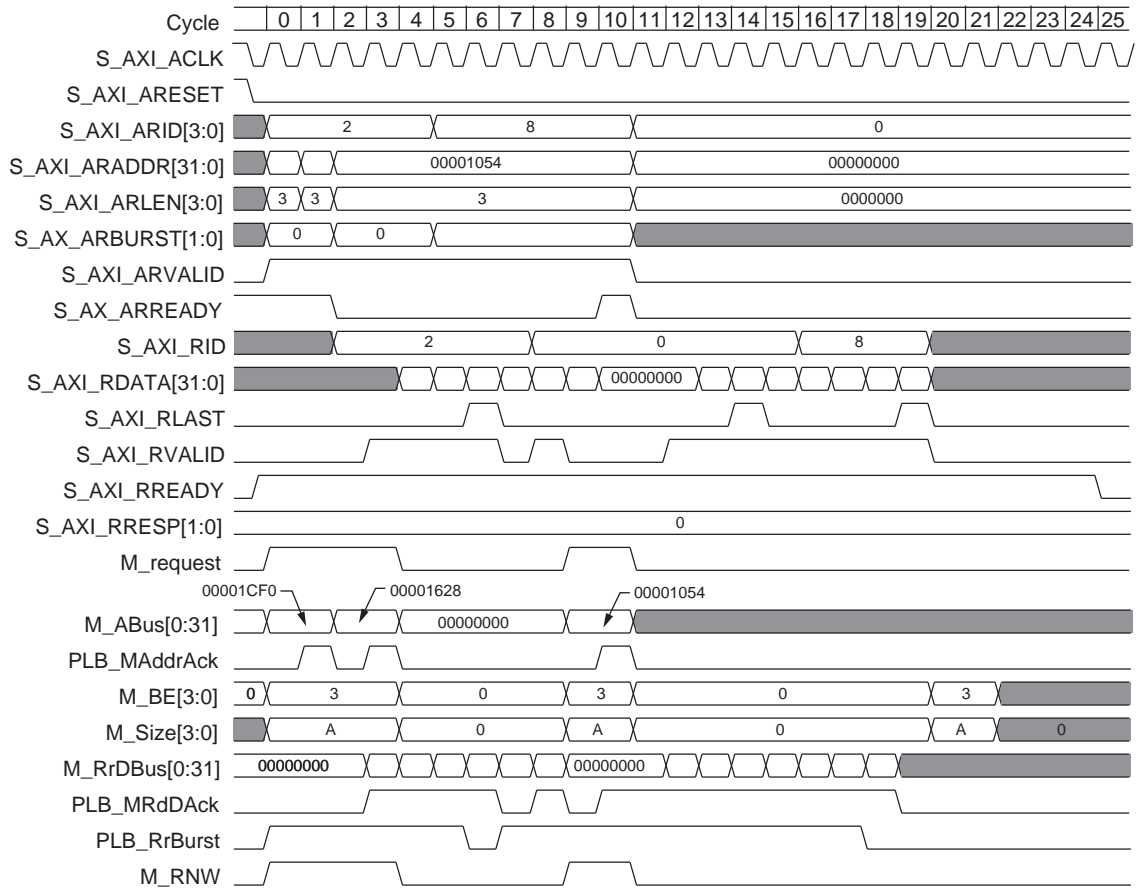 Cycle 0 1 2 3 4 5 6 7 8 9 10 11 12 13 14 15 16 17 18 19 20 21 22 23 24 25
S_AXI_ACLK
S_AXI_ARESET
S_AXI_ARID[3:0] 2 8 0
S_AXI_ARADDR[31:0] 00001054 00000000
S_AXI_ARLEN[3:0] 3 3 3 0000000
S_AX_ARBURST[1:0] 0 0
S_AXI_ARVALID
S_AX_ARREADY
S_AXI_RID 2 0 8
S_AXI_RDATA[31:0] 00000000
S_AXI_RLAST
S_AXI_RVALID
S_AXI_RREADY
S_AXI_RRESP[1:0] 0
M_request
00001CF0 00001628 00001054
M_ABus[0:31] 00000000
PLB_MAddrAck
M_BE[3:0] 0 3 0 3 0 3
M_Size[3:0] A 0 A 0 A 0
M_RrDBus[0:31] 00000000 00000000
PLB_MRdDAck
PLB_RrBurst
M_RNW